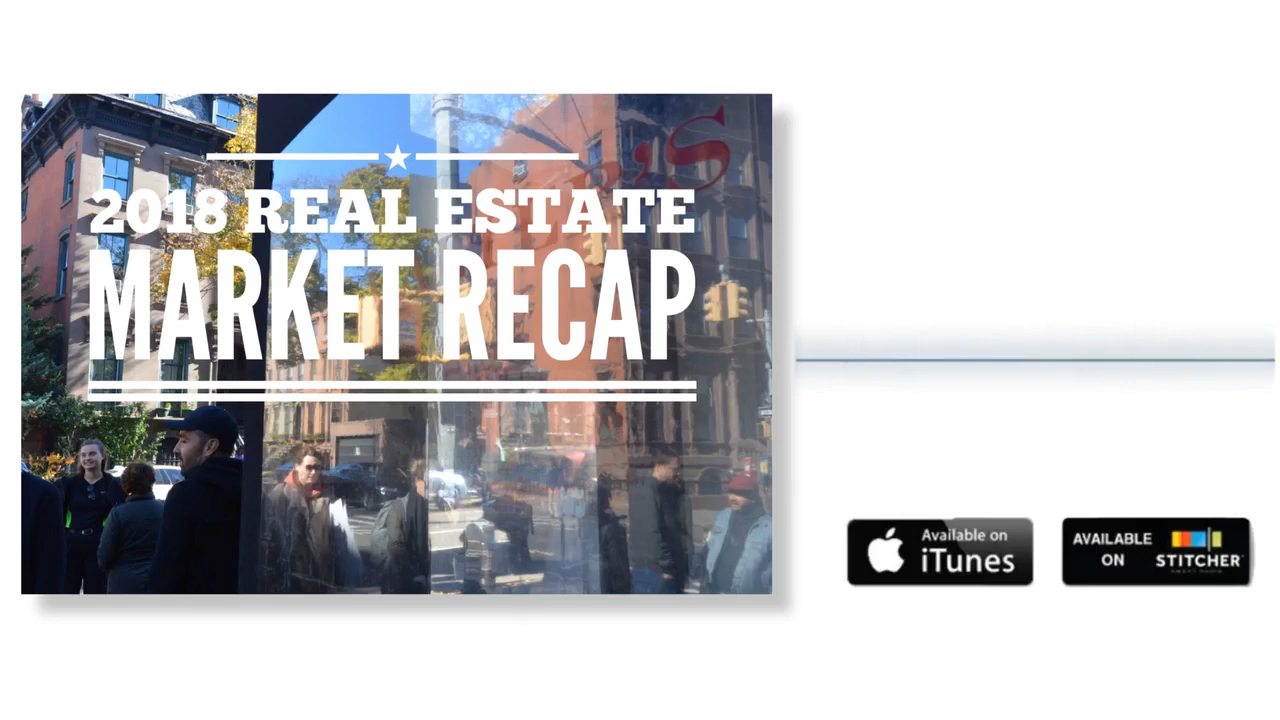 2018 REAL ESTATE
MARKET RECAP
Available on
iTunes
AVAILABLE
ON
STITCHER